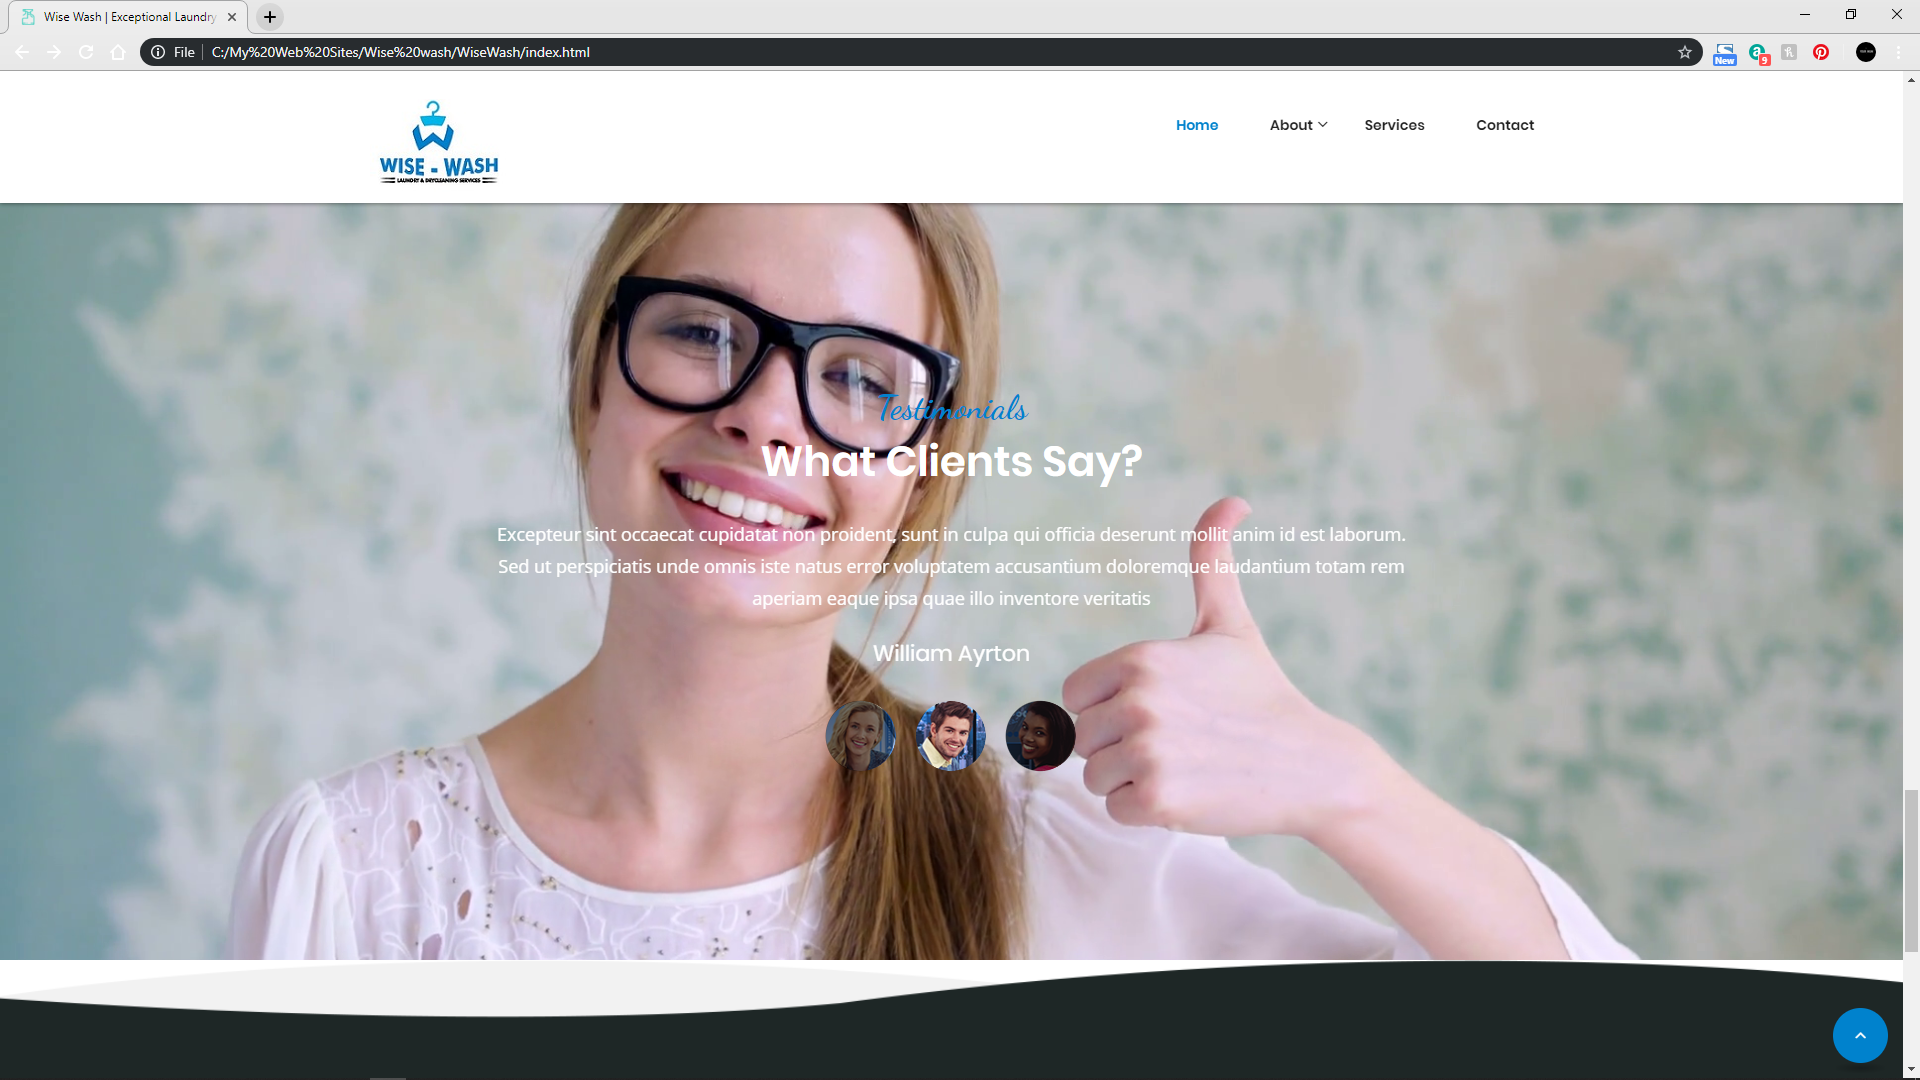 Wise Wash | Exceptional Laundry
File
C:/My%20Web%20Sites/Wise%20wash/WiseWash/index.html
New
9
WISE - WASH
LAUNDRY & DRYCLEANING SERVICES
Home
About
Services
Contact
Testimonials
What Clients Say?
Excepteur sint occaecat cupidatat non proident, sunt in culpa qui officia deserunt mollit anim id est laborum.
Sed ut perspiciatis unde omnis iste natus error voluptatem accusantium doloremque laudantium totam rem
aperiam eaque ipsa quae illo inventore veritatis
William Ayrton